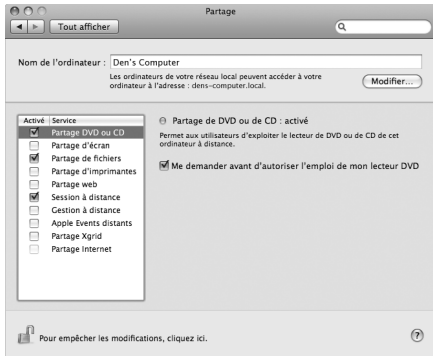 Partage
Tout afficher
Nom de l'ordinateur : Den's Computer
Les ordinateurs de votre réseau local peuvent accéder à votre
ordinateur à l'adresse : dens-computer.local.
Modifier...
Activé Service
Partage DVD ou CD
Partage d'écran
Partage de fichiers
Partage d'imprimantes
Partage web
Session à distance
Gestion à distance
Apple Events distants
Partage Xgrid
Partage Internet
Partage de DVD ou de CD : activé
Permet aux utilisateurs d'exploiter le lecteur de DVD ou de CD de cet
ordinateur à distance.
Me demander avant d'autoriser l'emploi de mon lecteur DVD
Pour empêcher les modifications, cliquez ici.
?